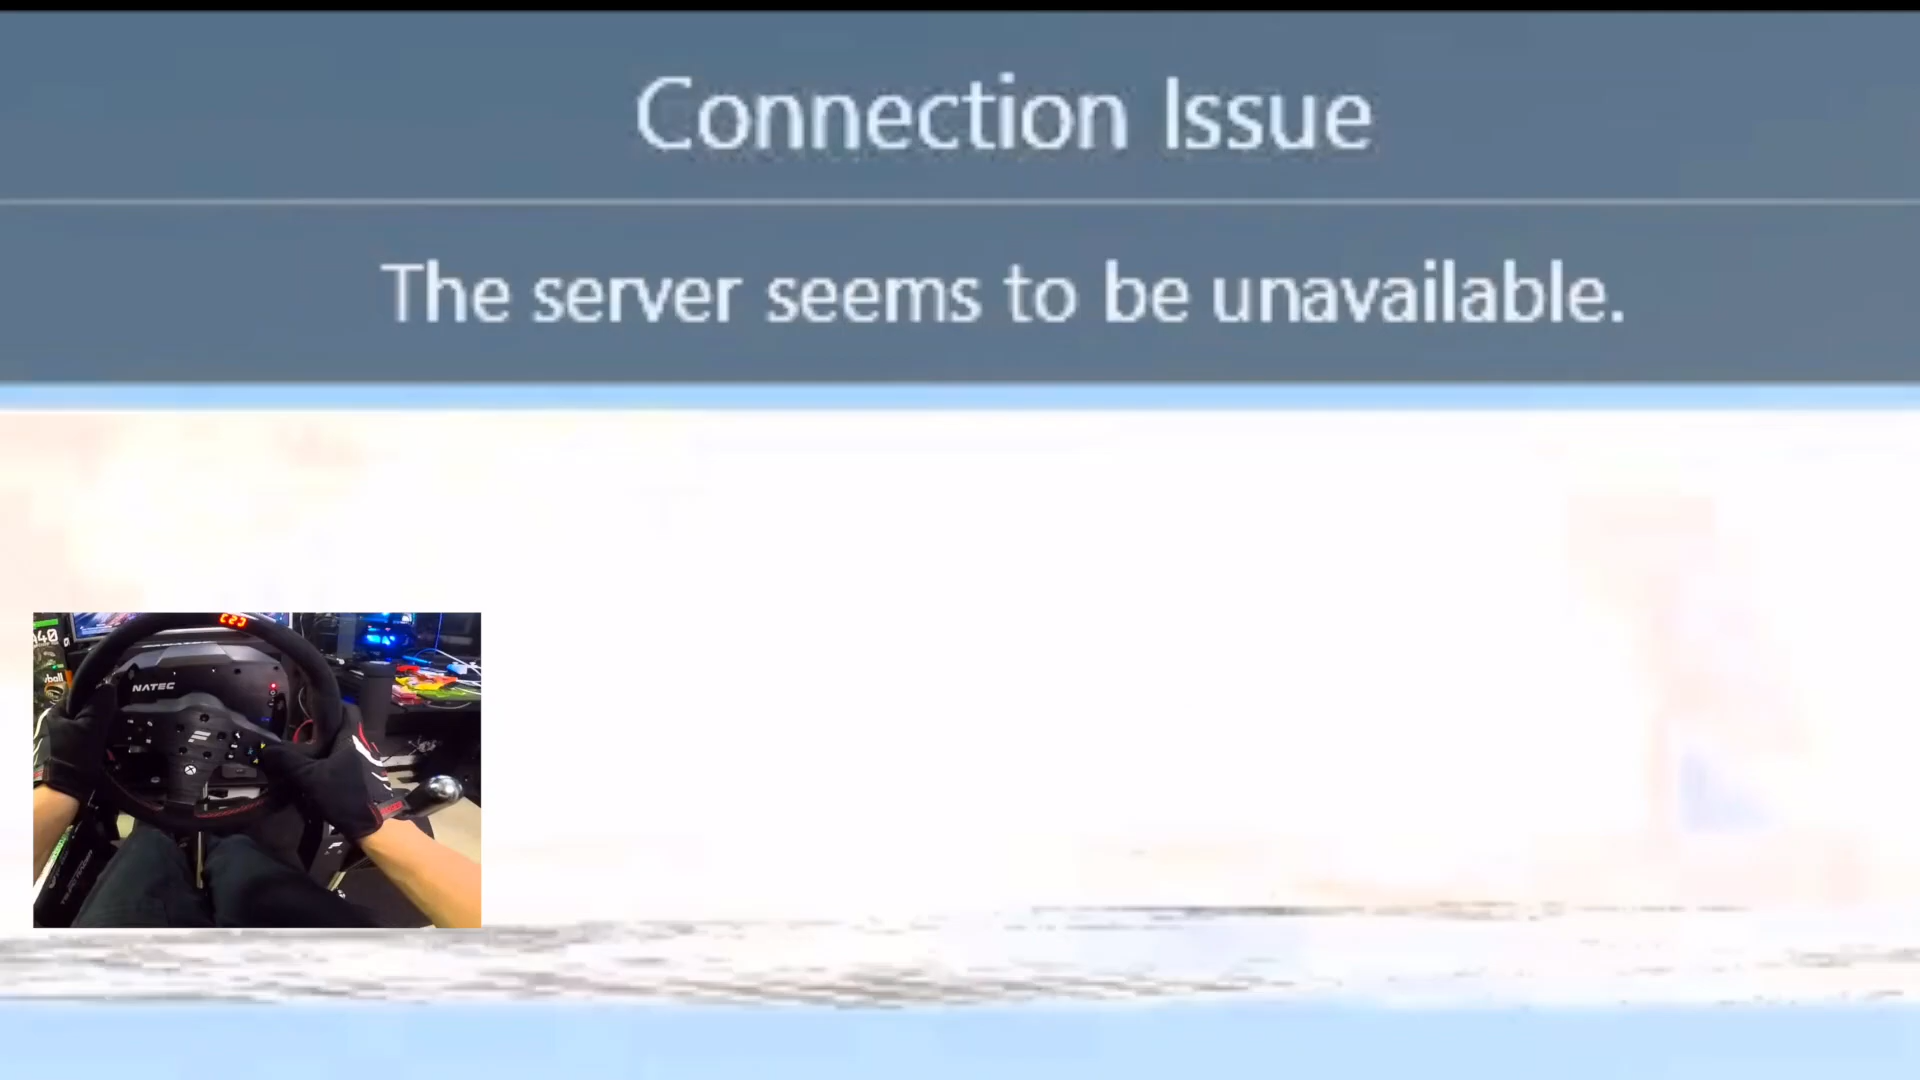 Connection Issue
The server seems to be unavailable.
NATEC